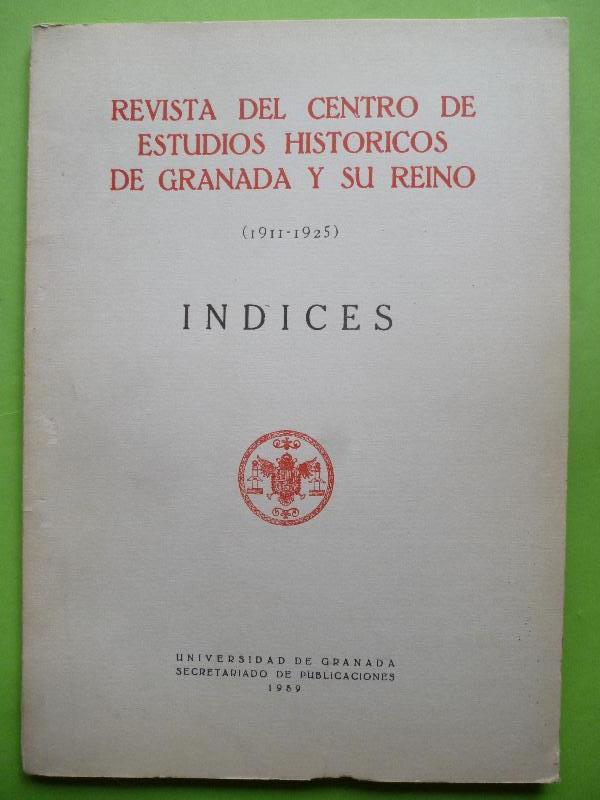 REVISTA DEL CENTRO DE
ESTUDIOS HISTORICOS
DE GRANADA Y SU REINO
(1911-1925)
INDICES
UNIVERSIDAD DE GRANADA
SECRETARIADO DE PUBLICACIONES
1989